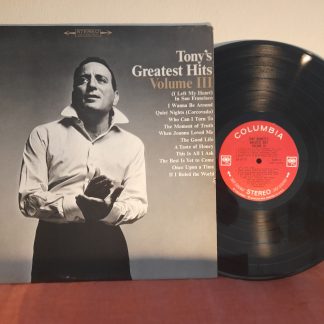 STEREO
Tony's
Greatest Hits
Volume III
(I Left My Heart)
In San Francisco
I Wanna Be Around
Quiet Nights (Corcovado)
Who Can I Turn To
The Moment of Truth
When Joanna Loved Me
The Good Life
A Taste of Honey
This Is All I Ask
The Best Is Yet to Come
Once Upon a Time
If I Ruled the World
COLUMBIA
STEREO